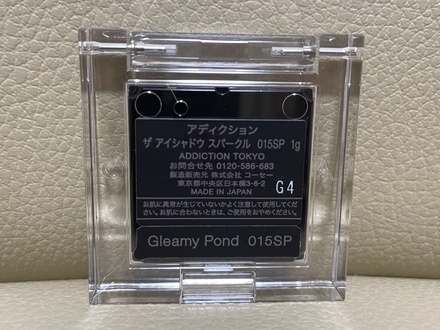 アディクション
ザ アイシャドウ スパークル 015SP 1g
ADDICTION TOKYO
お問合せ先 0120-586-683
製造販売元 株式会社 コーセー
東京都中央区日本橋3-6-2
MADE IN JAPAN
G4
お肌に異常が生じていないかよく注意して使用してくだ
さい。お肌に合わないときは、ご使用をおやめください。
Gleamy Pond 015SP